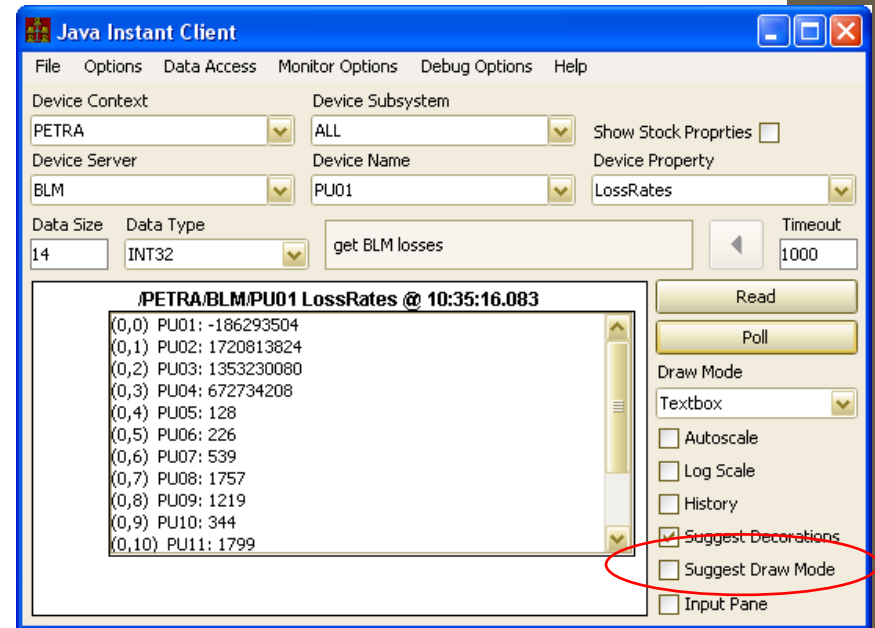 Java Instant Client
File Options Data Access Monitor Options Debug Options Help
Device Context Device Subsystem
PETRA ALL Show Stock Proprties
Device Server Device Name Device Property
BLM PU01 LossRates
Data Size Data Type Timeout
14 INT32 get BLM losses 1000
/PETRA/BLM/PU01 LossRates @ 10:35:16.083
Read
(0,0) PU01: -186293504
(0,1) PU02: 1720813824
(0,2) PU03: 1353230080
(0,3) PU04: 672734208
(0,4) PU05: 128
(0,5) PU06: 226
(0,6) PU07: 539
(0,7) PU08: 1757
(0,8) PU09: 1219
(0,9) PU10: 344
(0,10) PU11: 1799
Poll
Draw Mode
Textbox
Autoscale
Log Scale
History
Suggest Decorations
Suggest Draw Mode
Input Pane